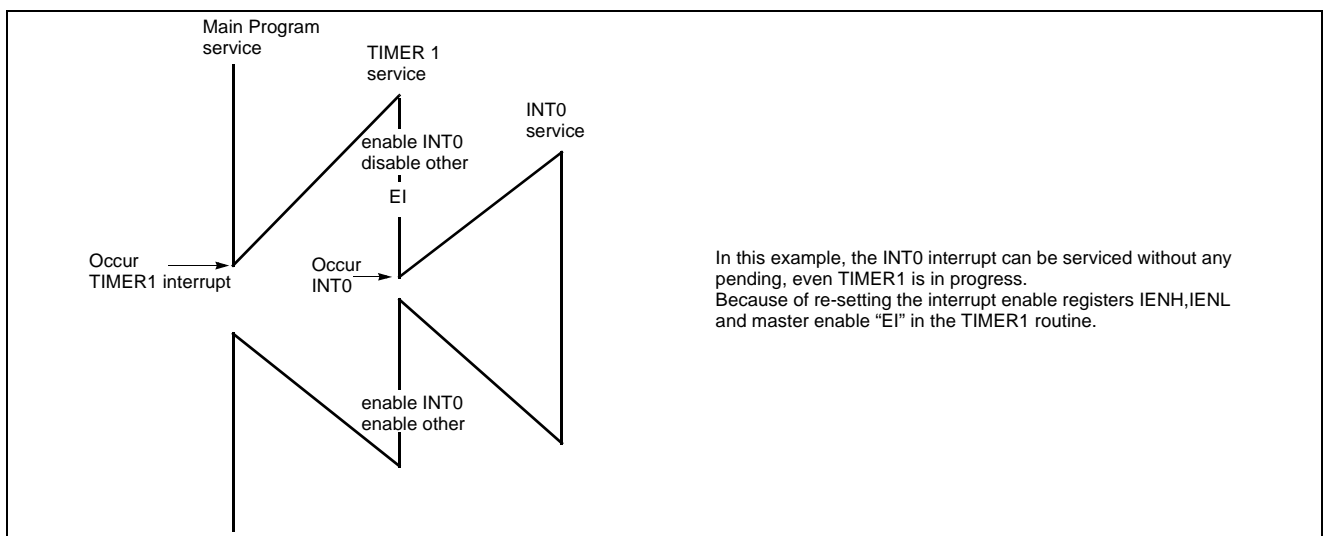 Main Program
service
TIMER 1
service
INT0
service
enable INT0
disable other
EI
Occur
TIMER1 interrupt
Occur
INT0
In this example, the INT0 interrupt can be serviced without any
pending, even TIMER1 is in progress.
Because of re-setting the interrupt enable registers IENH,IENL
and master enable “EI” in the TIMER1 routine.
enable INT0
enable other